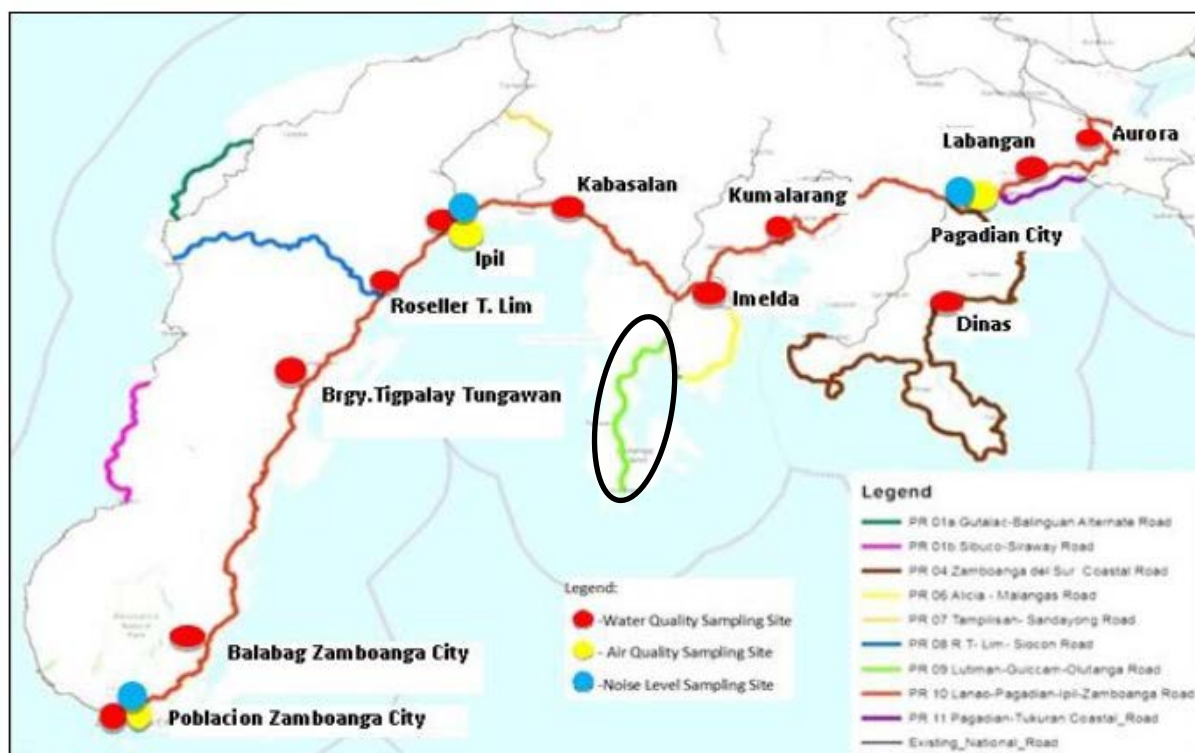 Aurora
Labangan
Kabasalan
Kumalarang
Pagadian City
Ipil
Imelda
Roseller T. Lim
Dinas
Brgy.Tigpalay Tungawan
Legend
PR 01a Gutalac-Balinguan Alternate Road
PR 01b Sibuco-Siraway Road
PR 04 Zamboanga del Sur Coastal Road
PR 06 Alicia - Malangas Road
PR 07 Tampilisan- Sandayong Road
PR 08 R.T- Lim- Siocon Road
PR 09 Lutiman-Guiccam-Olutanga Road
PR 10 Lanao-Pagadian-Ipil-Zamboanga Road
PR 11 Pagadian-Tukuran Coastal_Road
Existing_National_Road
Legend:
-Water Quality Sampling Site
- Air Quality Sampling Site
-Noise Level Sampling Site
Balabag Zamboanga City
Poblacion Zamboanga City